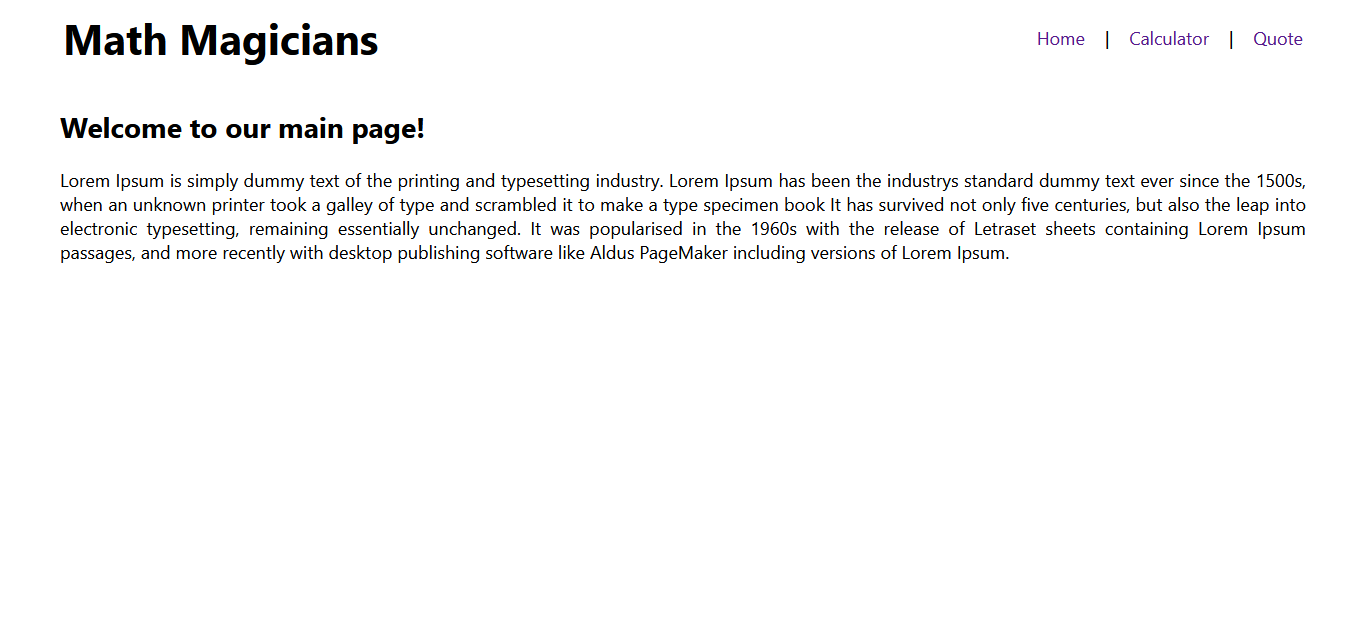 Math Magicians
Home | Calculator | Quote
Welcome to our main page!
Lorem Ipsum is simply dummy text of the printing and typesetting industry. Lorem Ipsum has been the industrys standard dummy text ever since the 1500s,
when an unknown printer took a galley of type and scrambled it to make a type specimen book It has survived not only five centuries, but also the leap into
electronic typesetting, remaining essentially unchanged. It was popularised in the 1960s with the release of Letraset sheets containing Lorem Ipsum
passages, and more recently with desktop publishing software like Aldus PageMaker including versions of Lorem Ipsum.